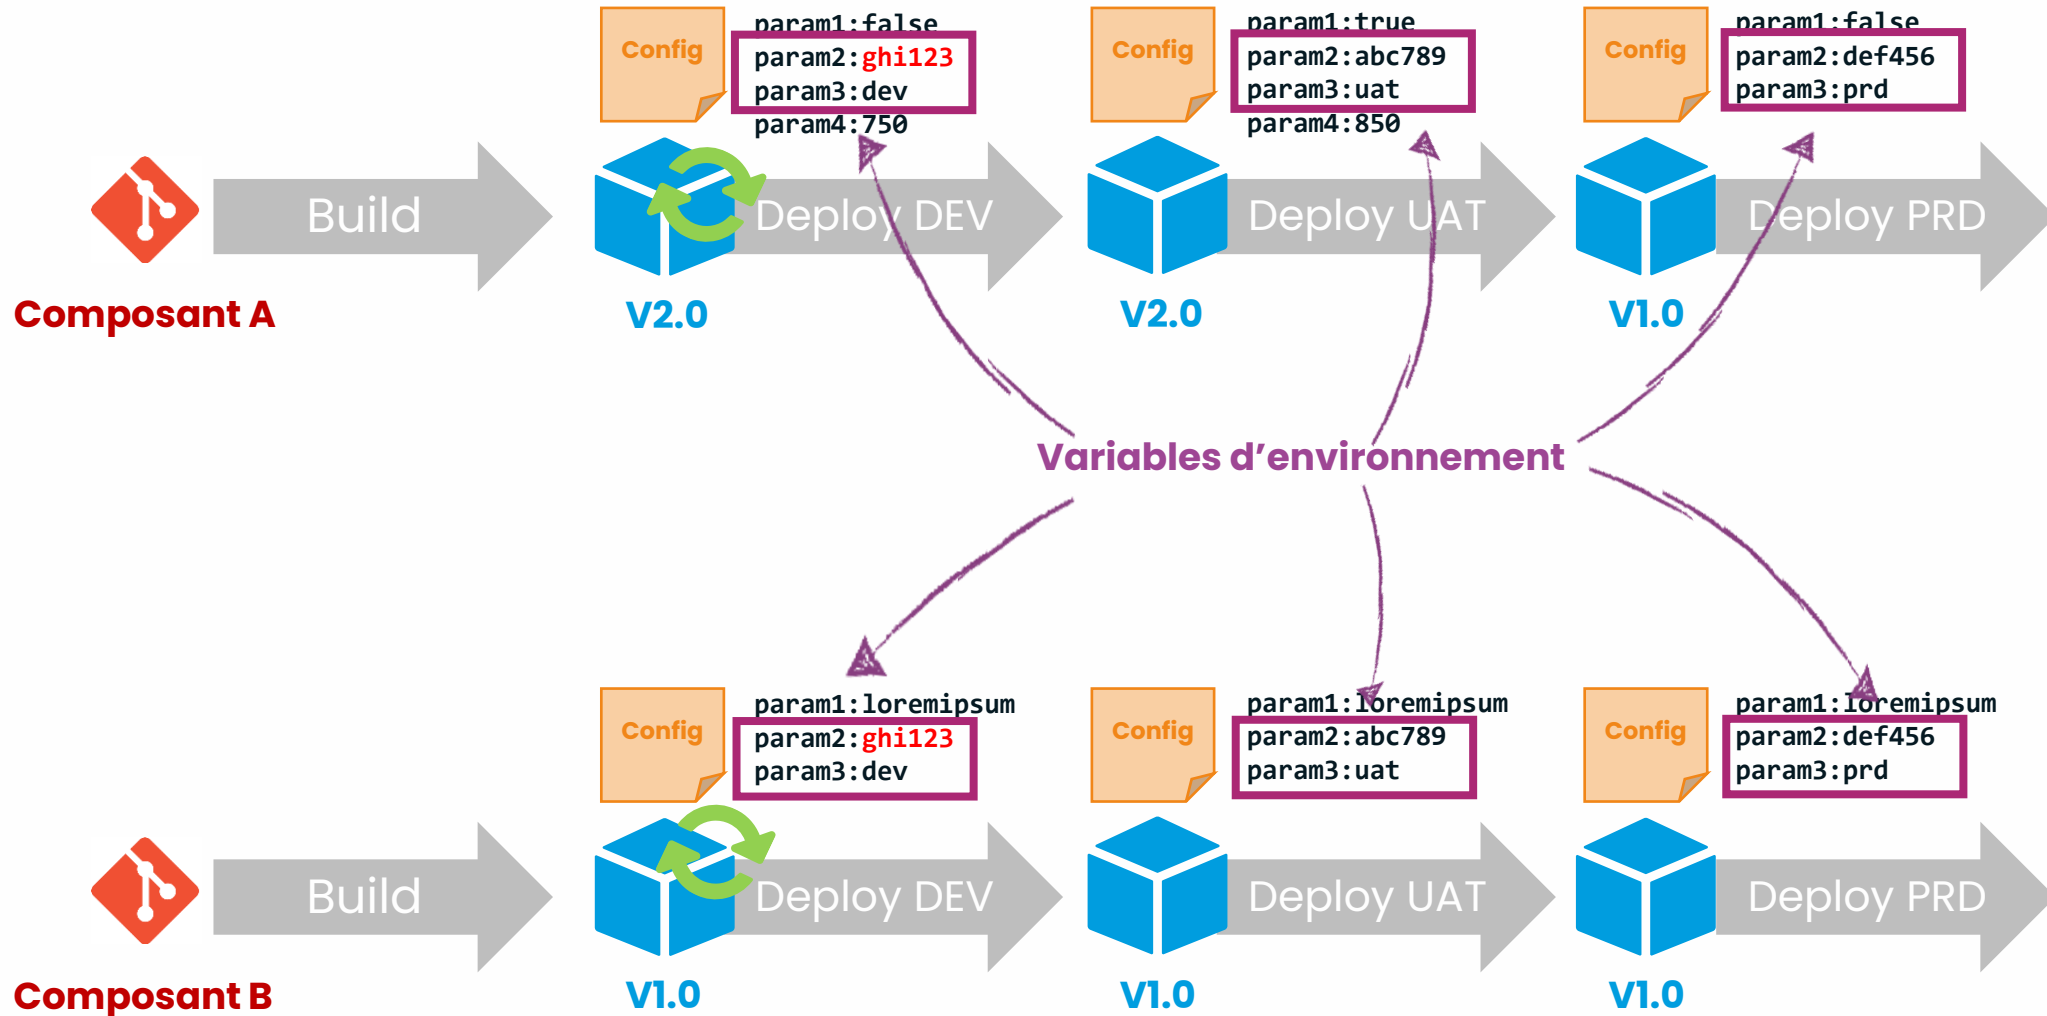 Config
param1:false
param2:ghi123
param3:dev
param4:750
Config
param1:true
param2:abc789
param3:uat
param4:850
Config
param1:false
param2:def456
param3:prd
Build
Deploy DEV
Deploy UAT
Deploy PRD
Composant A
V2.0
V2.0
V1.0
Variables d’environnement
Config
param1:loremipsum
param2:ghi123
param3:dev
Config
param1:loremipsum
param2:abc789
param3:uat
Config
param1:loremipsum
param2:def456
param3:prd
Build
Deploy DEV
Deploy UAT
Deploy PRD
Composant B
V1.0
V1.0
V1.0